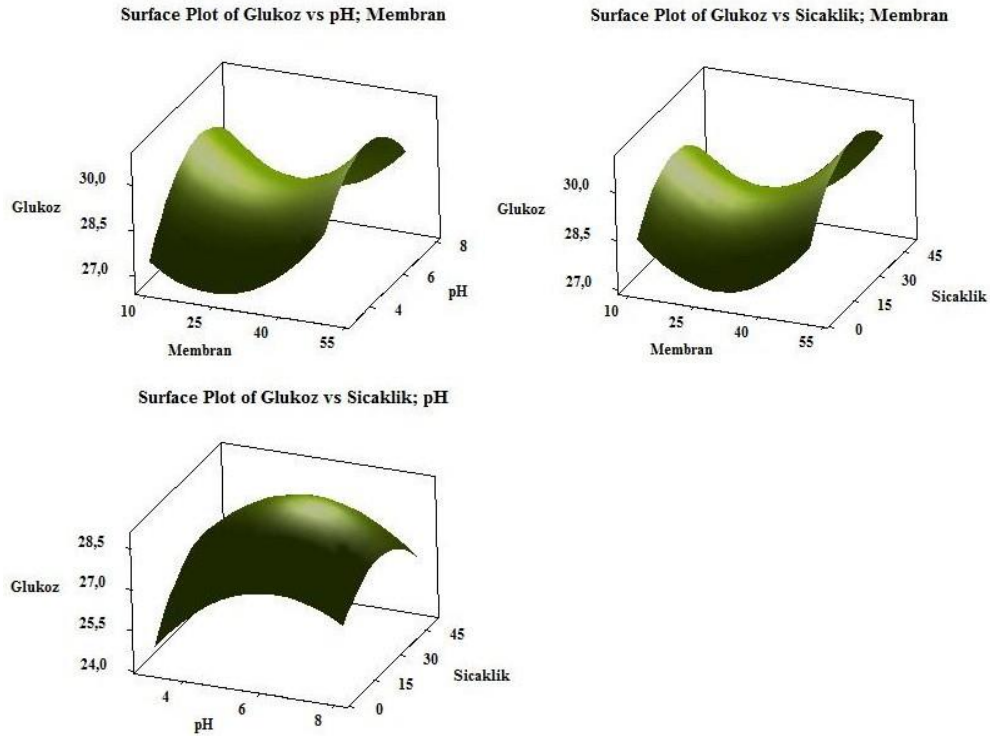 Surface Plot of Glukoz vs pH; Membran
30,0
Glukoz
28,5
27,0
10
25
40
55
Membran
4
6
8
pH
Surface Plot of Glukoz vs Sicaklik; Membran
30,0
Glukoz
28,5
27,0
10
25
40
55
Membran
0
15
30
45
Sicaklik
Surface Plot of Glukoz vs Sicaklik; pH
28,5
Glukoz
27,0
25,5
24,0
4
6
8
pH
0
15
30
45
Sicaklik